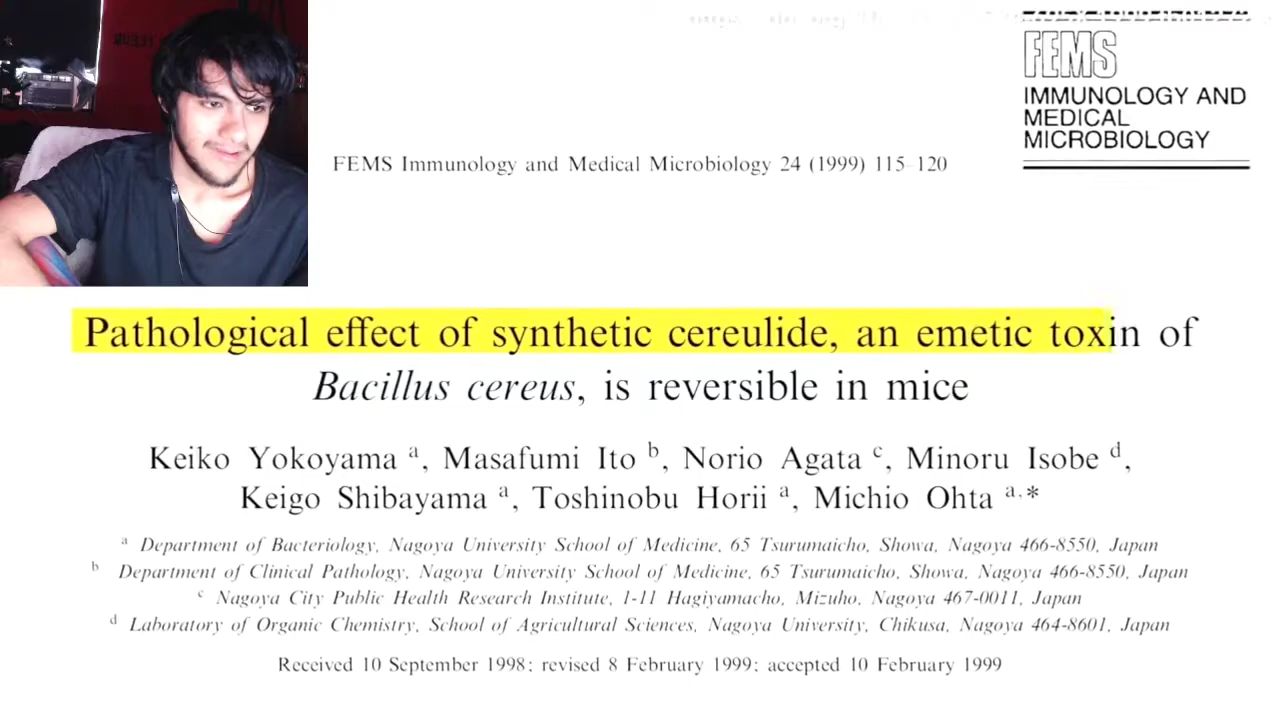 FEMS
IMMUNOLOGY AND
MEDICAL
MICROBIOLOGY
FEMS Immunology and Medical Microbiology 24 (1999) 115–120
Pathological effect of synthetic cereulide, an emetic toxin of
Bacillus cereus, is reversible in mice
Keiko Yokoyama a, Masafumi Ito b, Norio Agata c, Minoru Isobe d,
Keigo Shibayama a, Toshinobu Horii a, Michio Ohta a,*
a Department of Bacteriology, Nagoya University School of Medicine, 65 Tsurumaicho, Showa, Nagoya 466-8550, Japan
b Department of Clinical Pathology, Nagoya University School of Medicine, 65 Tsurumaicho, Showa, Nagoya 466-8550, Japan
c Nagoya City Public Health Research Institute, 1-11 Hagiyamacho, Mizuho, Nagoya 467-0011, Japan
d Laboratory of Organic Chemistry, School of Agricultural Sciences, Nagoya University, Chikusa, Nagoya 464-8601, Japan
Received 10 September 1998; revised 8 February 1999; accepted 10 February 1999